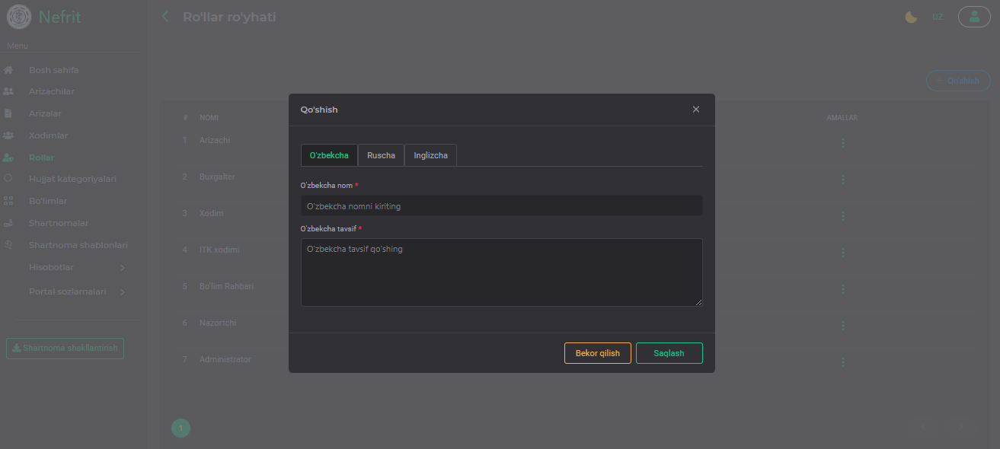 Nefrit
Ro'llar ro'yhati
UZ
Menu
Bosh sahifa
Arizachilar
Arizalar
Xodimlar
Rollar
Hujjat kategoriyalari
Bo'limlar
Shartnomalar
Shartnoma shablonlari
Hisobotlar
Portal sozlamalari
Shartnoma shakllantirish
+ Qo'shish
# NOMI AMALLAR
1 Arizachi
2 Buxgalter
3 Xodim
4 ITK xodimi
5 Bo'lim Rahbari
6 Nazortchi
7 Administrator
1
Qo'shish
O'zbekcha Ruscha Inglizcha
O'zbekcha nom *
O'zbekcha nomni kiriting
O'zbekcha tavsif *
O'zbekcha tavsif qo'shing
Bekor qilish Saqlash